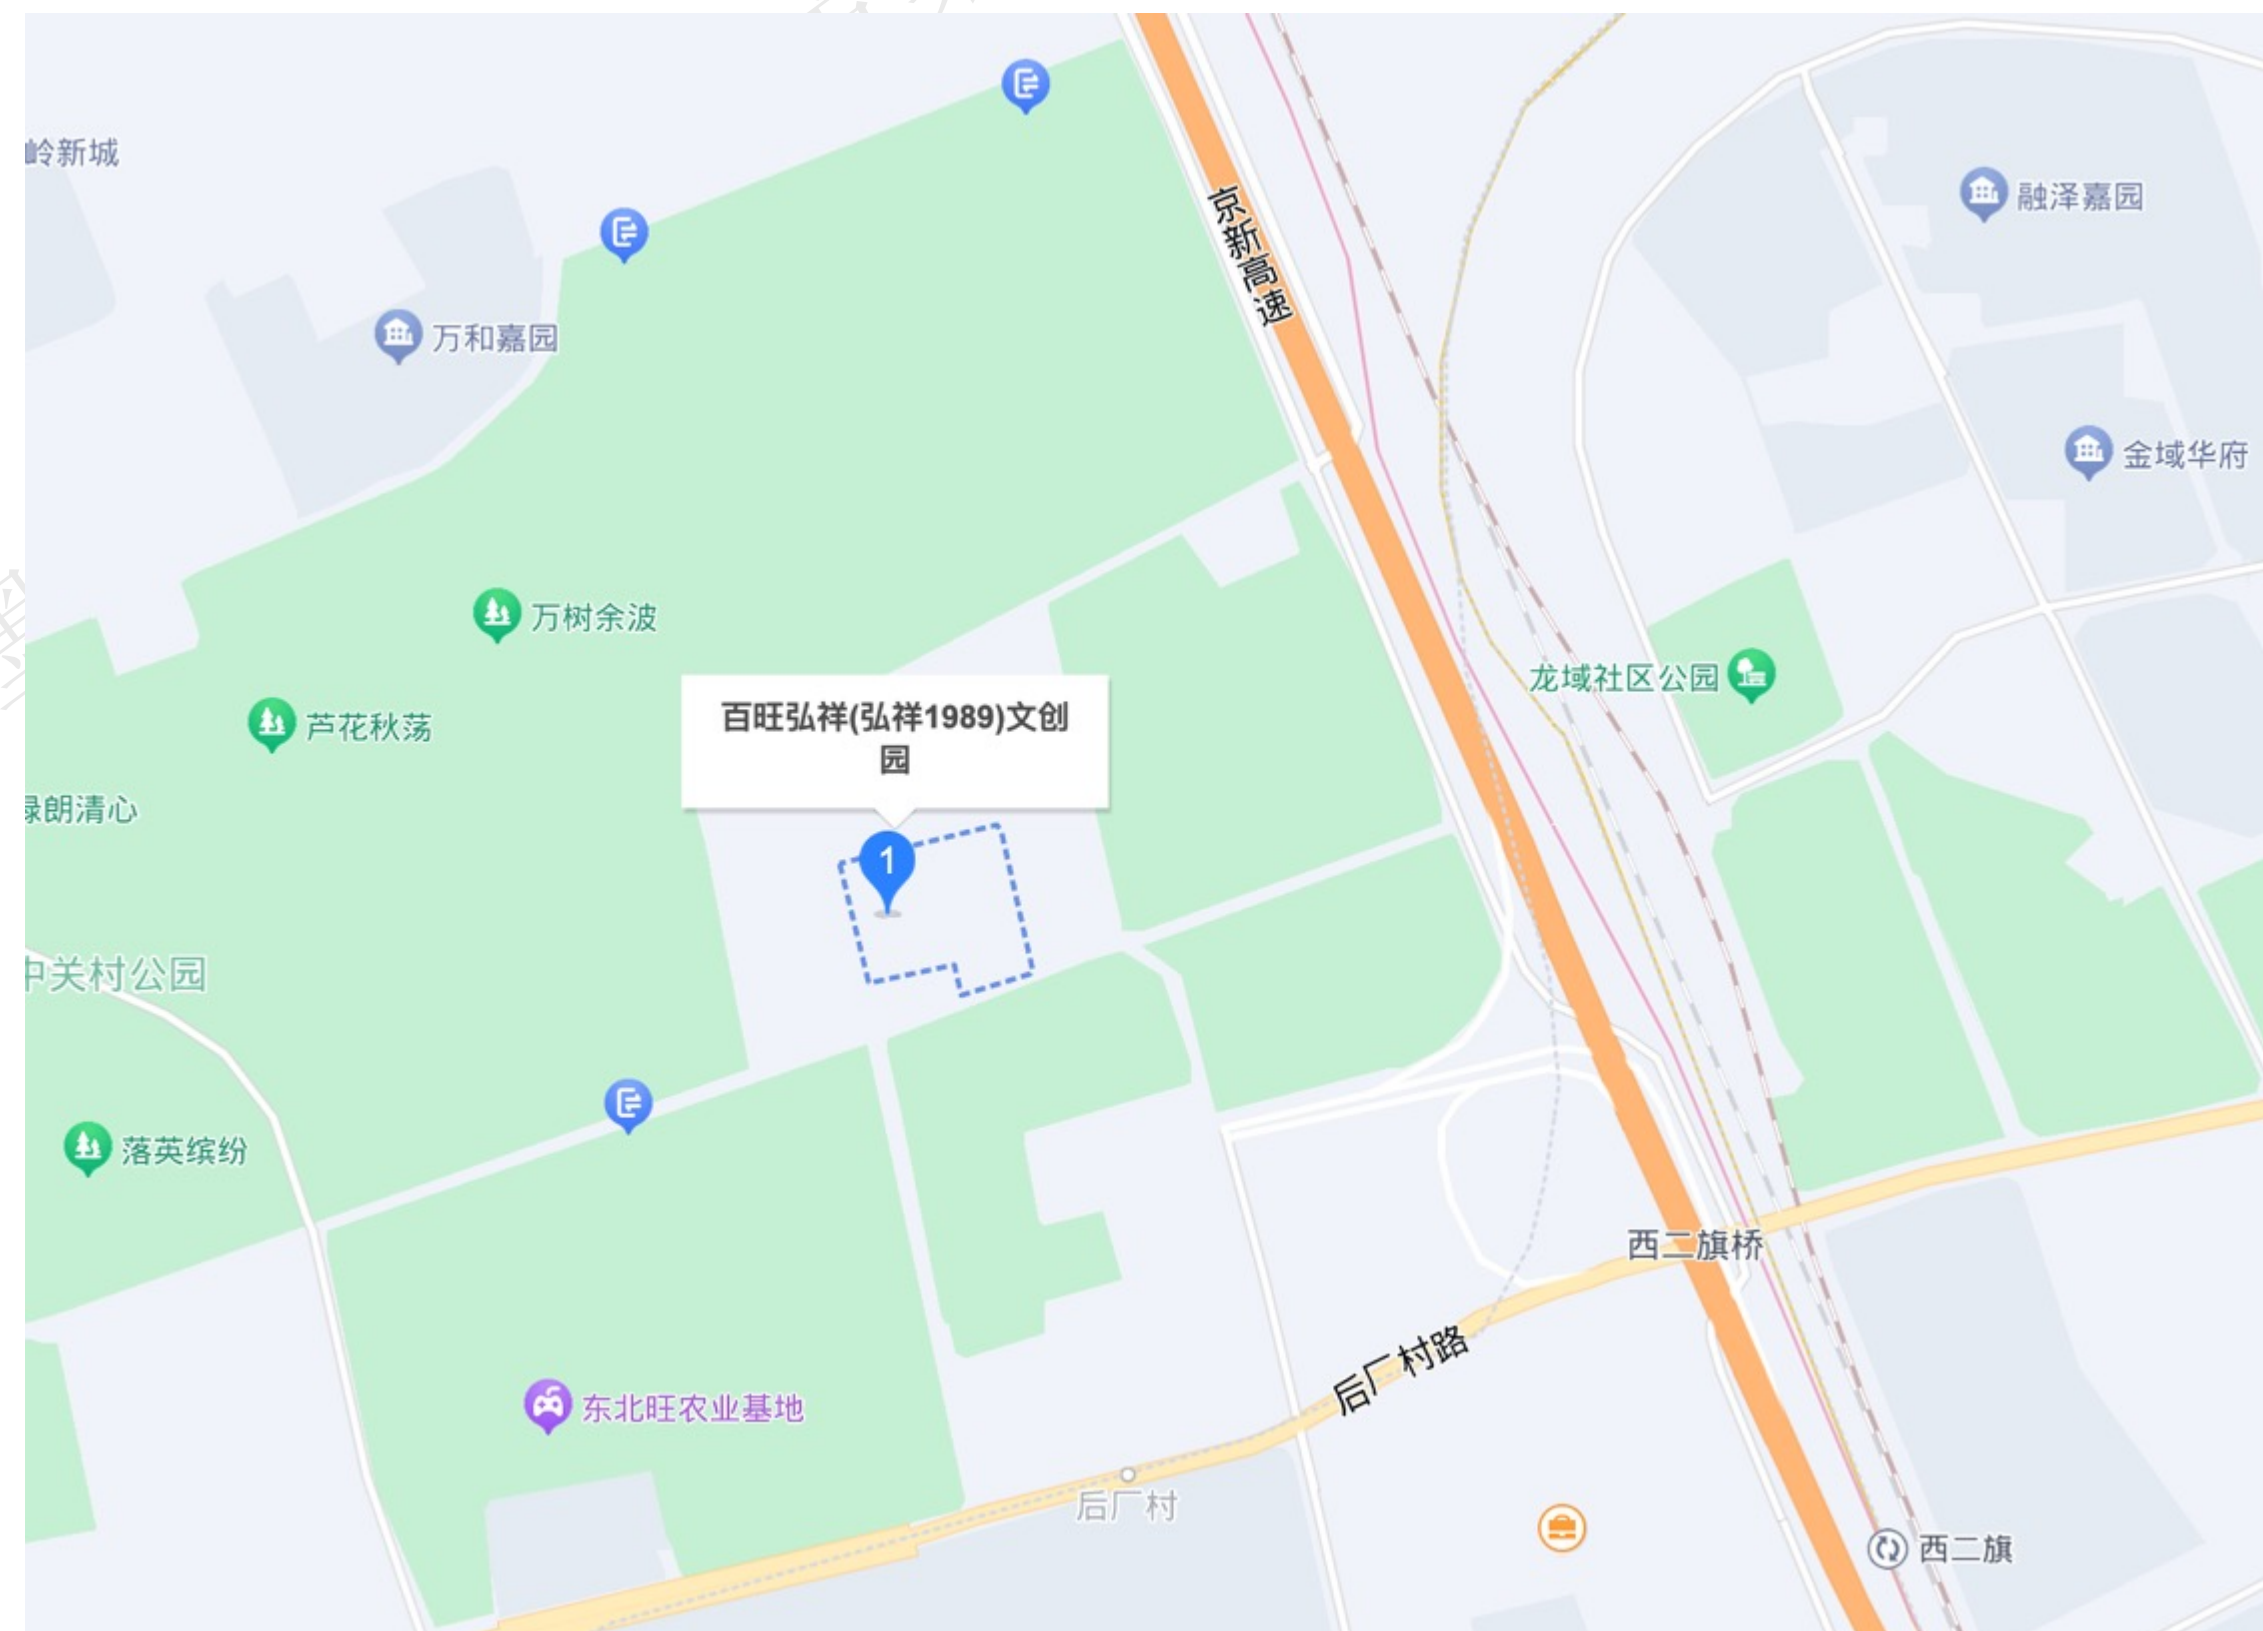 岭新城
融泽嘉园
京新高速
万和嘉园
金域华府
万树余波
龙域社区公园
芦花秋荡
百旺弘祥(弘祥1989)文创
园
朗清心
1
中关村公园
落英缤纷
西二旗桥
后厂村路
东北旺农业基地
后厂村
西二旗